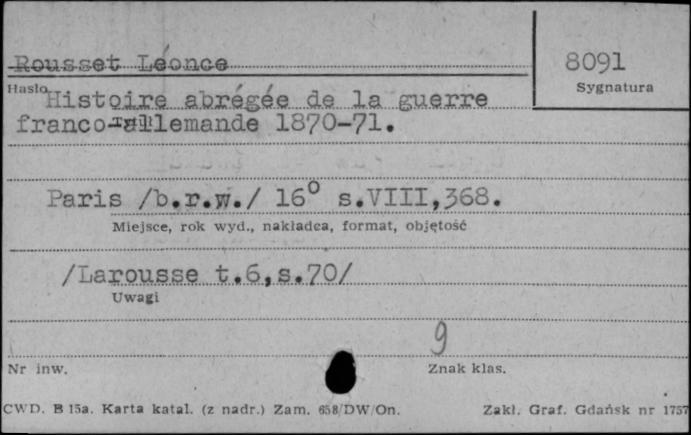 Rousset Léonce
8091
Hasło
Sygnatura
Histoire abrégée de la guerre
franco-allemande 1870-71.
Paris /b.r.w./ 16° s.VIII,368.
Miejsce, rok wyd., nakładca, format, objętość
/Larousse t.6,s.70/
Uwagi
9
Nr inw.
Znak klas.
CWD. B 15a. Karta katal. (z nadr.) Zam. 658/DW/On. Zakł. Graf. Gdańsk nr 1757